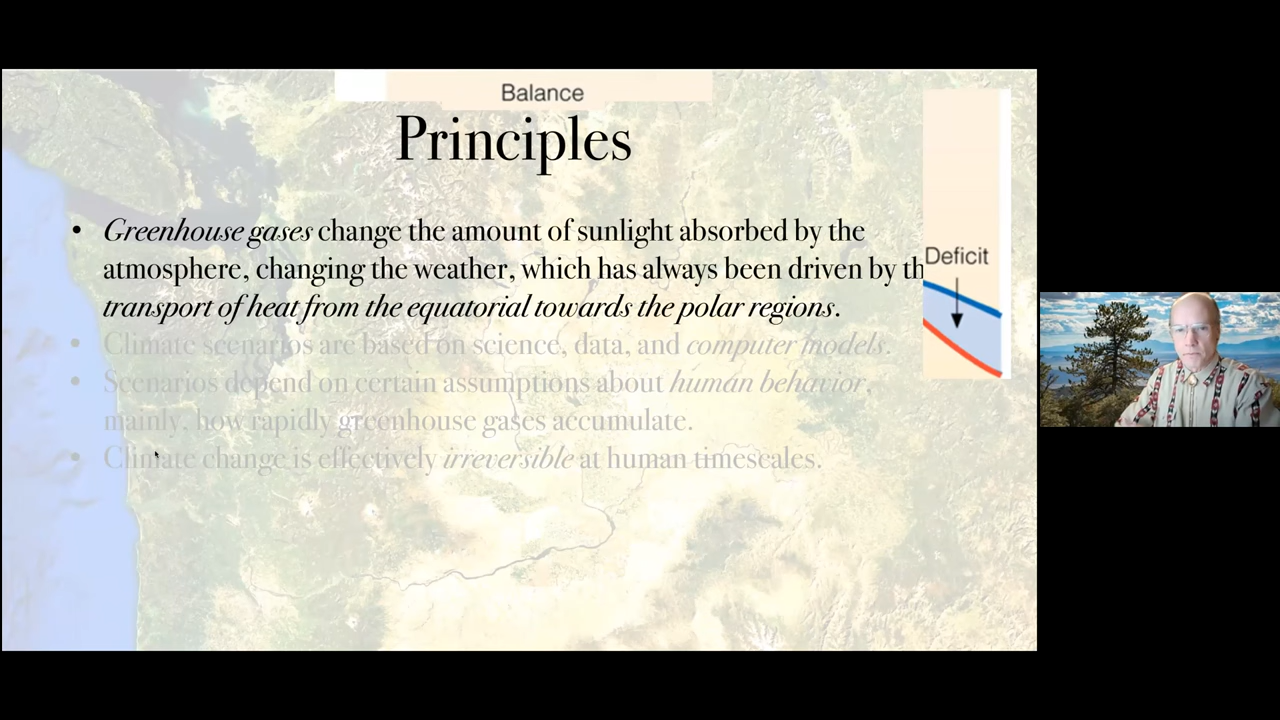 Balance
Principles
• Greenhouse gases change the amount of sunlight absorbed by the
atmosphere, changing the weather, which has always been driven by th
transport of heat from the equatorial towards the polar regions.
• Climate scenarios are based on science, data, and computer models.
• Scenarios depend on certain assumptions about human behavior,
mainly, how rapidly greenhouse gases accumulate.
• Climate change is effectively irreversible at human timescales.
Deficit